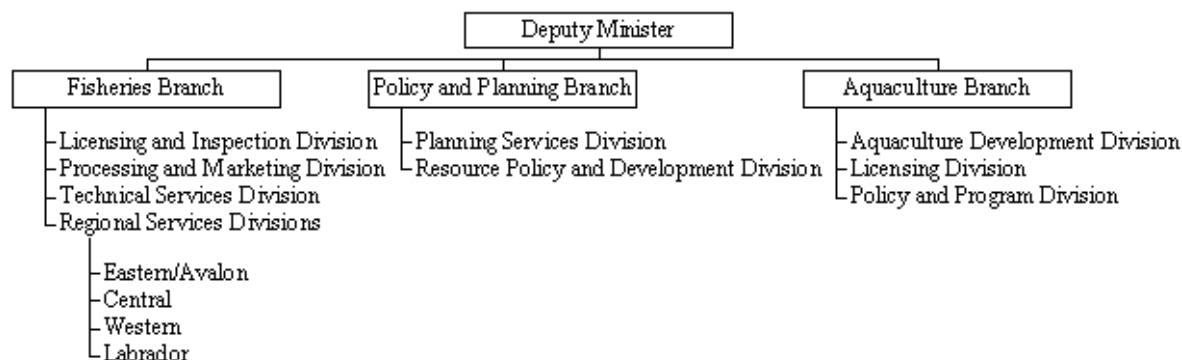 Deputy Minister
Fisheries Branch
Policy and Planning Branch
Aquaculture Branch
Licensing and Inspection Division
Processing and Marketing Division
Technical Services Division
Regional Services Divisions
Eastern/Avalon
Central
Western
Labrador
Planning Services Division
Resource Policy and Development Division
Aquaculture Development Division
Licensing Division
Policy and Program Division